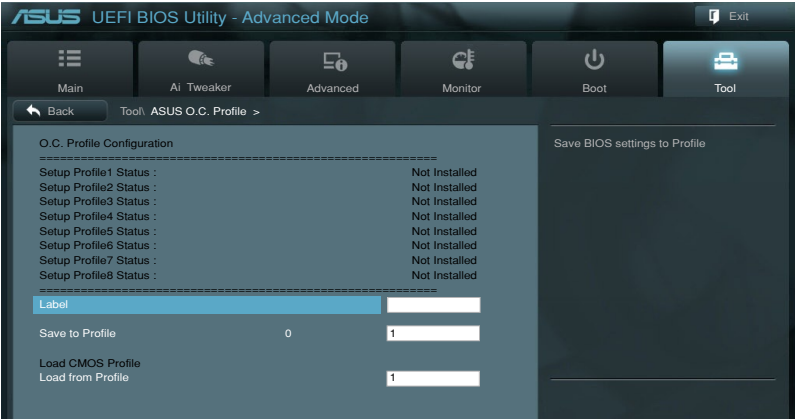 ASUS UEFI BIOS Utility - Advanced Mode
Exit
Main
Ai Tweaker
Advanced
Monitor
Boot
Tool
Back
Tool\ ASUS O.C. Profile >
O.C. Profile Configuration
============================================================
Setup Profile1 Status : Not Installed
Setup Profile2 Status : Not Installed
Setup Profile3 Status : Not Installed
Setup Profile4 Status : Not Installed
Setup Profile5 Status : Not Installed
Setup Profile6 Status : Not Installed
Setup Profile7 Status : Not Installed
Setup Profile8 Status : Not Installed
============================================================
Label
Save to Profile 0 1
Load CMOS Profile
Load from Profile 1
Save BIOS settings to Profile